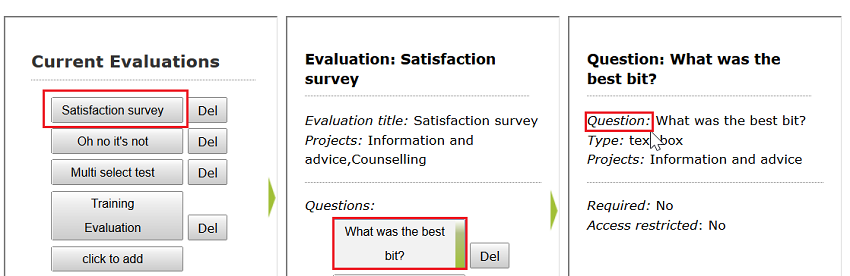 Current Evaluations
Satisfaction survey Del
Oh no it's not Del
Multi select test Del
Training
Evaluation Del
click to add
Evaluation: Satisfaction
survey
Evaluation title: Satisfaction survey
Projects: Information and
advice,Counselling
Questions:
What was the best
bit? Del
Question: What was the
best bit?
Question: What was the best bit?
Type: tex box
Projects: Information and advice
Required: No
Access restricted: No